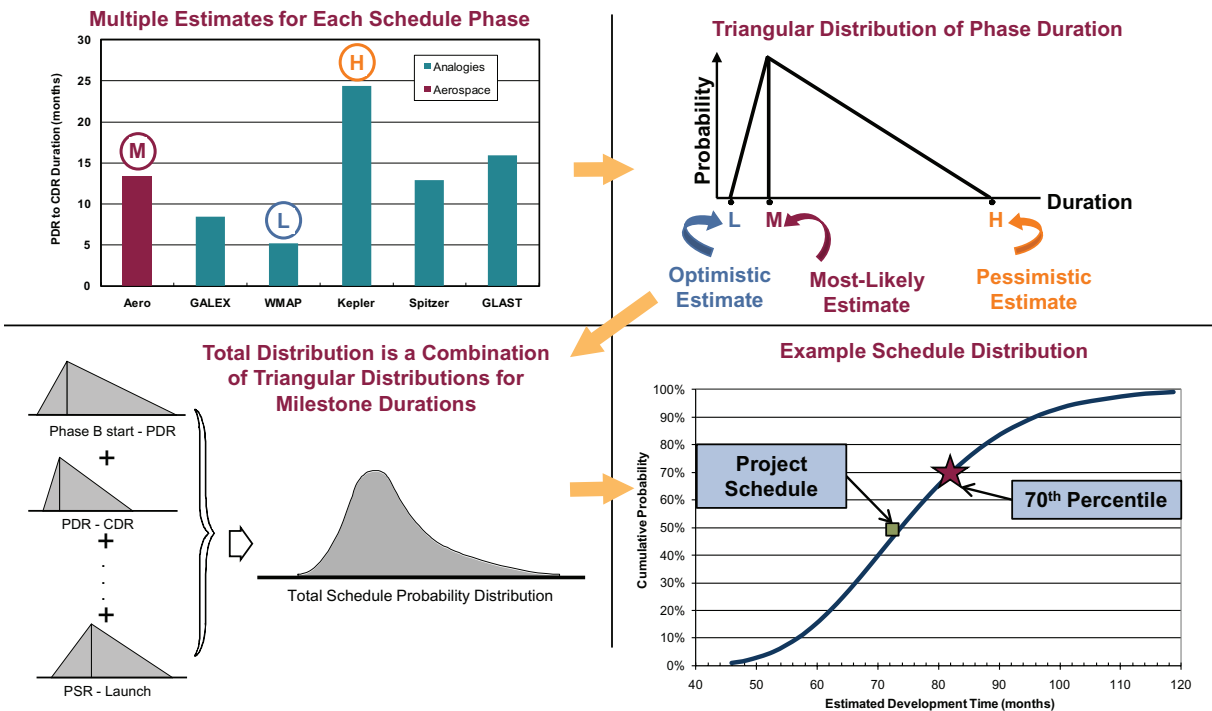 Multiple Estimates for Each Schedule Phase
PDR to CDR Duration (months)
30
25
20
15
10
5
0
M
L
H
Analogies
Aerospace
Aero GALEX WMAP Kepler Spitzer GLAST
Triangular Distribution of Phase Duration
Probability
Duration
L M H
Optimistic
Estimate
Most-Likely
Estimate
Pessimistic
Estimate
Total Distribution is a Combination
of Triangular Distributions for
Milestone Durations
Phase B start - PDR
+
PDR - CDR
+
.
.
.
+
PSR - Launch
Total Schedule Probability Distribution
Example Schedule Distribution
Cumulative Probability
100%
90%
80%
70%
60%
50%
40%
30%
20%
10%
0%
Project
Schedule
70th Percentile
40 50 60 70 80 90 100 110 120
Estimated Development Time (months)